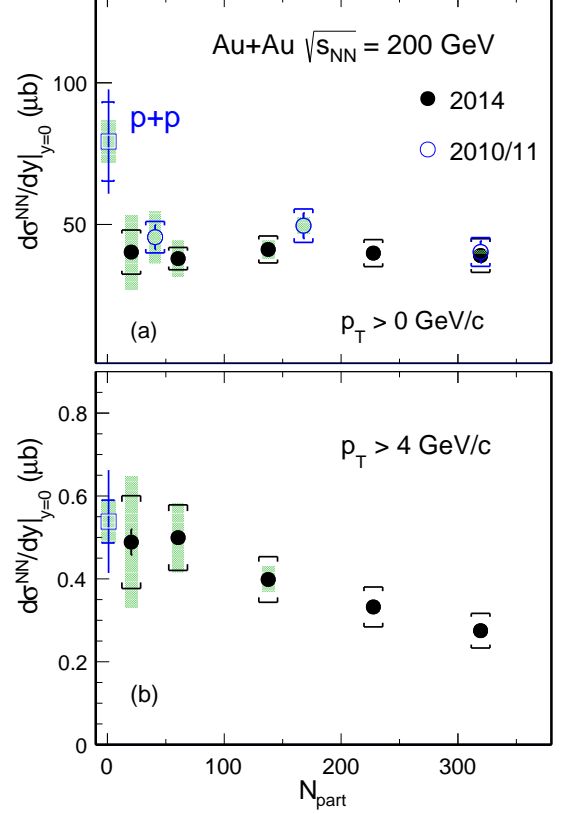 Au+Au √s_NN = 200 GeV
dσ^NN/dy|_y=0 (μb)
100
50
p+p
2014
2010/11
(a)
p_T > 0 GeV/c
dσ^NN/dy|_y=0 (μb)
0.8
0.6
0.4
0.2
0
p_T > 4 GeV/c
(b)
0 100 200 300
N_part